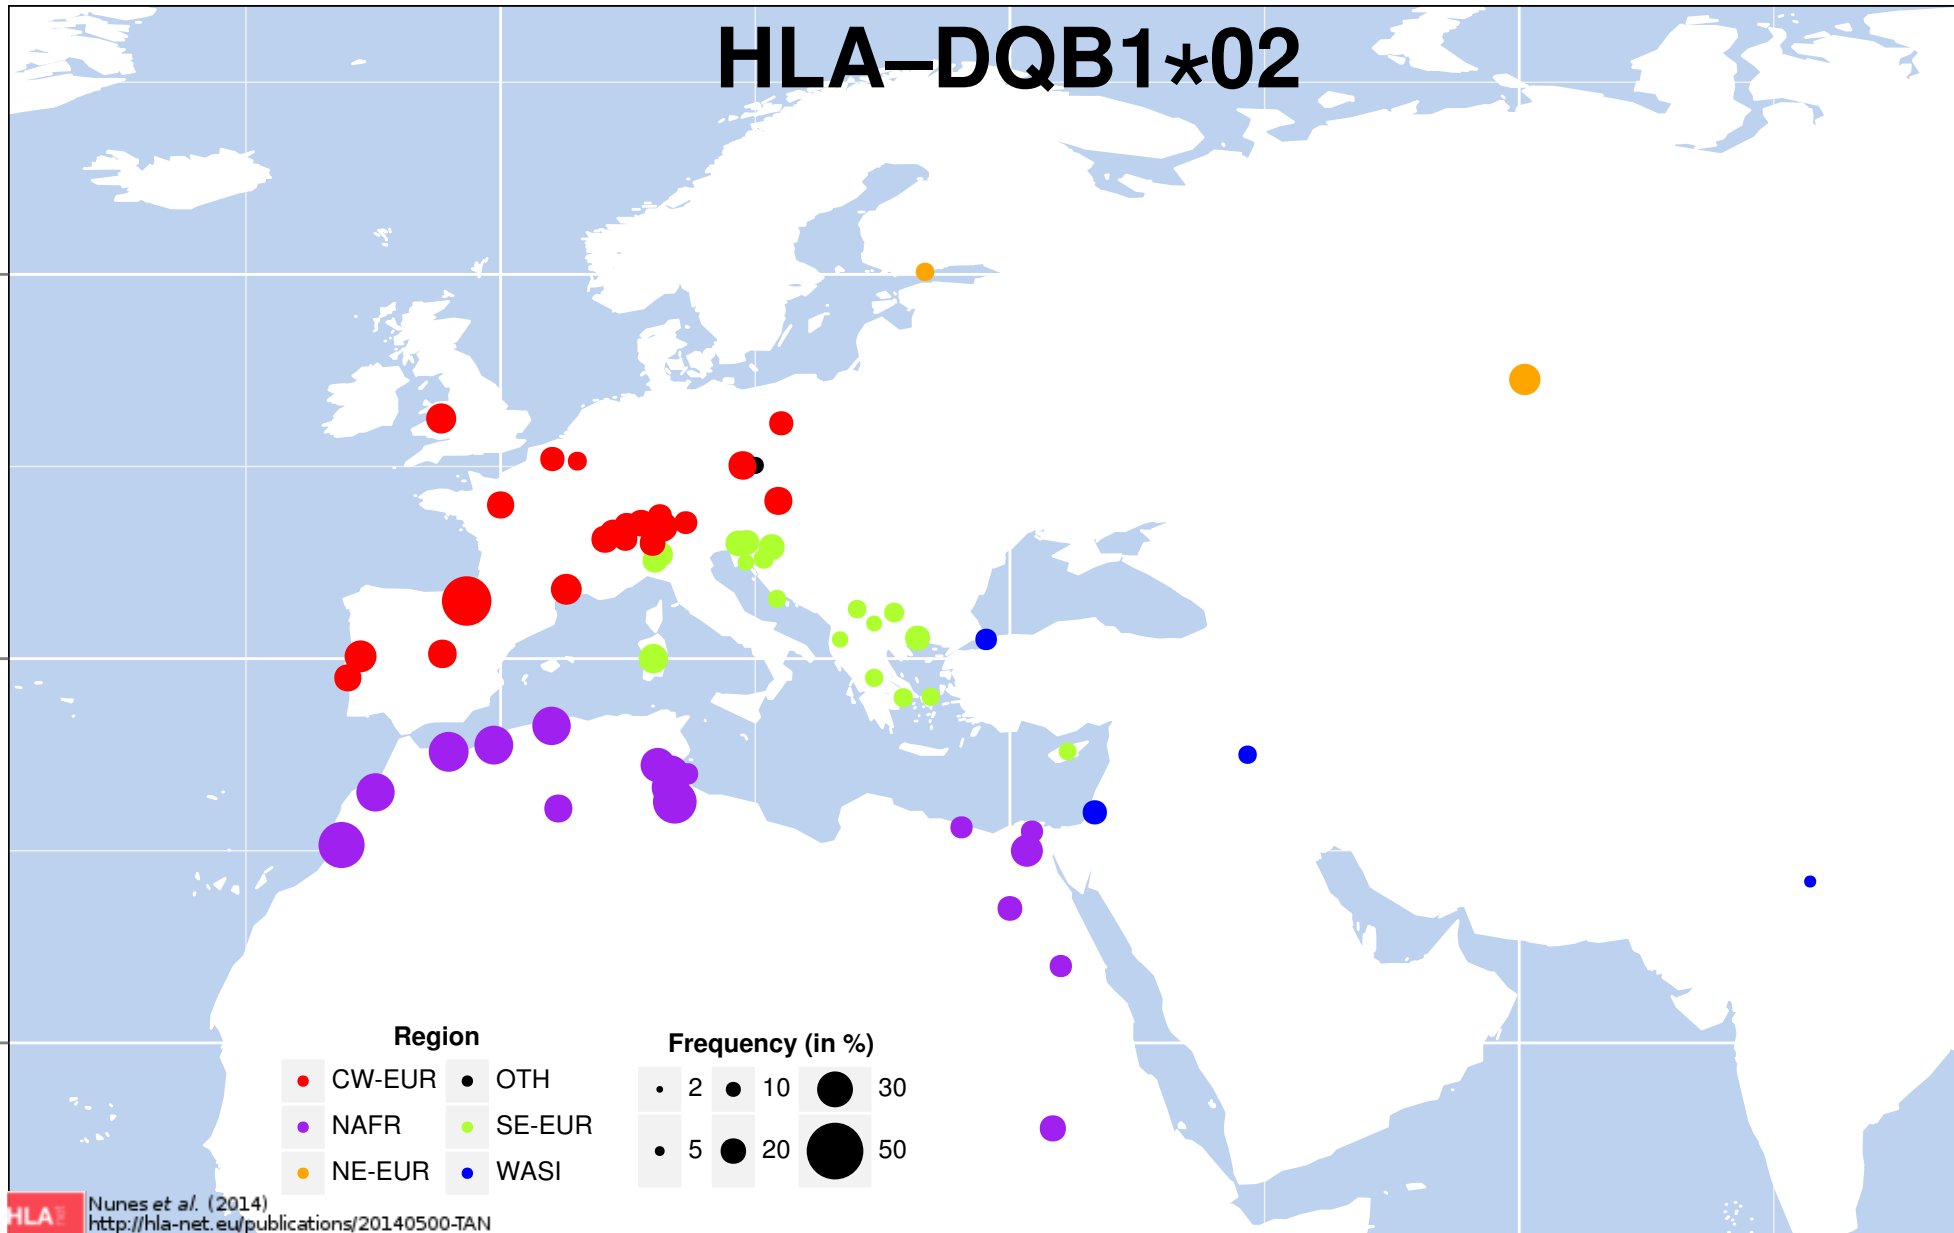 HLA–DQB1*02
Region
CW-EUR
NAFR
NE-EUR
OTH
SE-EUR
WASI
Frequency (in %)
2
5
10
20
30
50
HLA net
Nunes et al. (2014)
http://hla-net.eu/publications/20140500-TAN